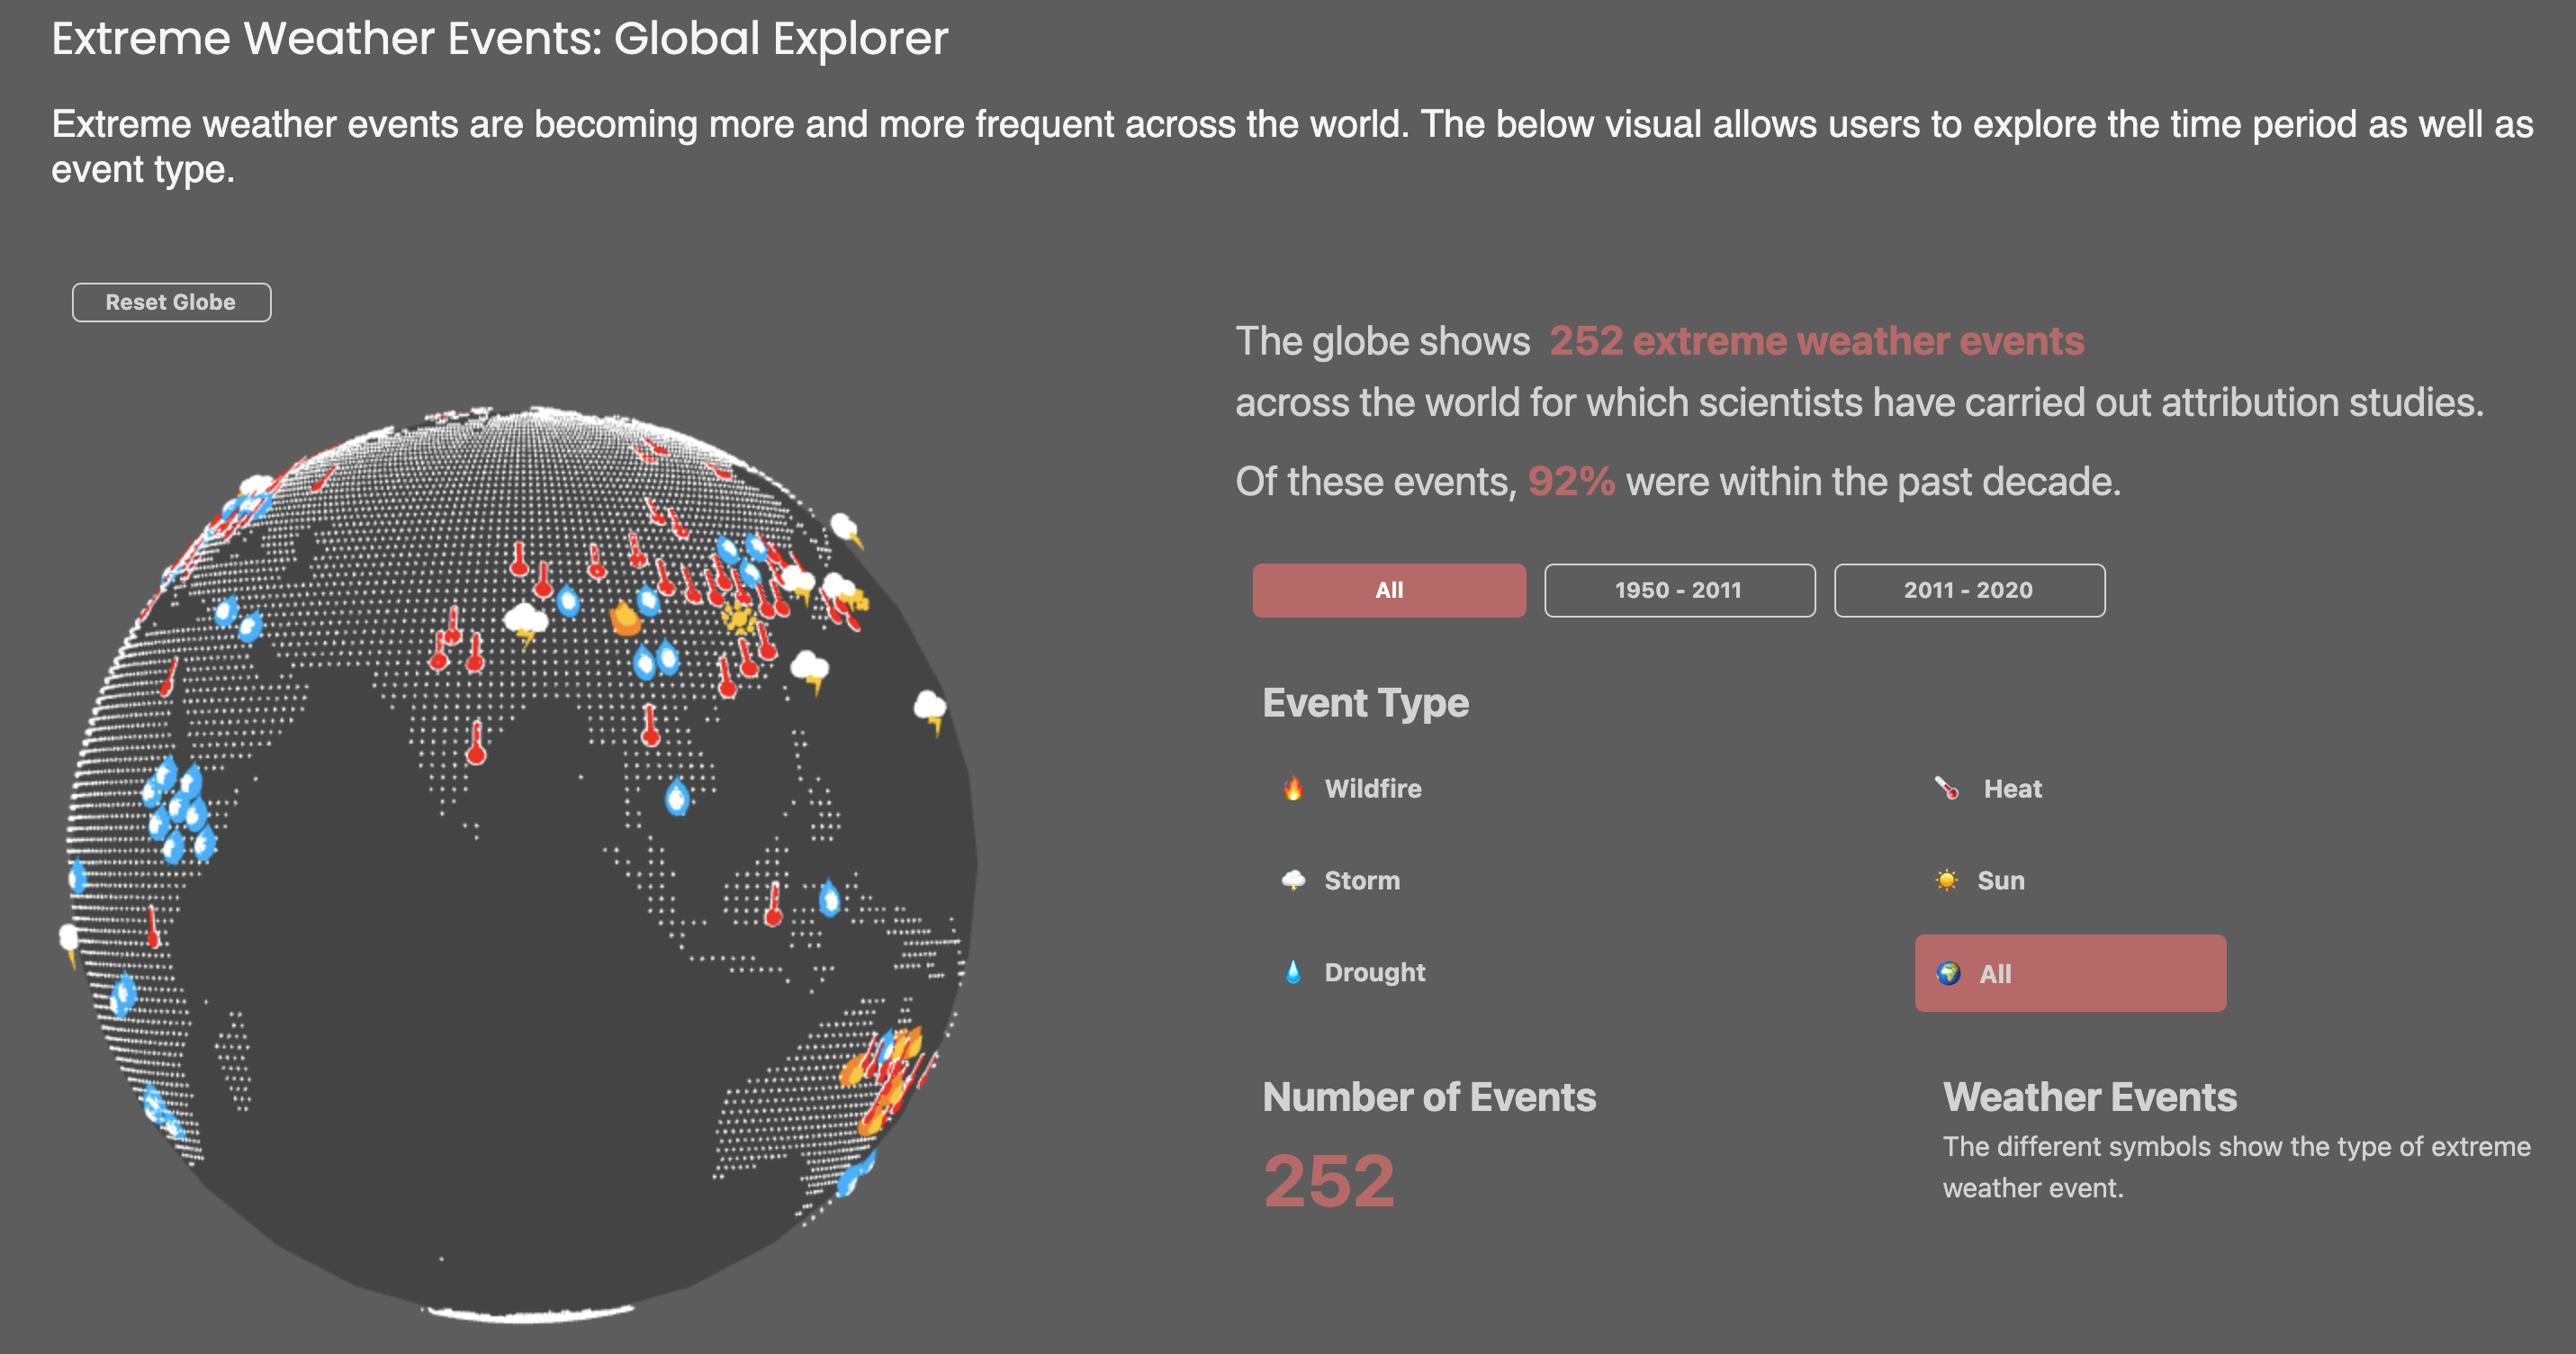 Extreme Weather Events: Global Explorer
Extreme weather events are becoming more and more frequent across the world. The below visual allows users to explore the time period as well as
event type.
Reset Globe
The globe shows 252 extreme weather events
across the world for which scientists have carried out attribution studies.
Of these events, 92% were within the past decade.
All
1950 - 2011
2011 - 2020
Event Type
Wildfire
Heat
Storm
Sun
Drought
All
Number of Events
252
Weather Events
The different symbols show the type of extreme
weather event.